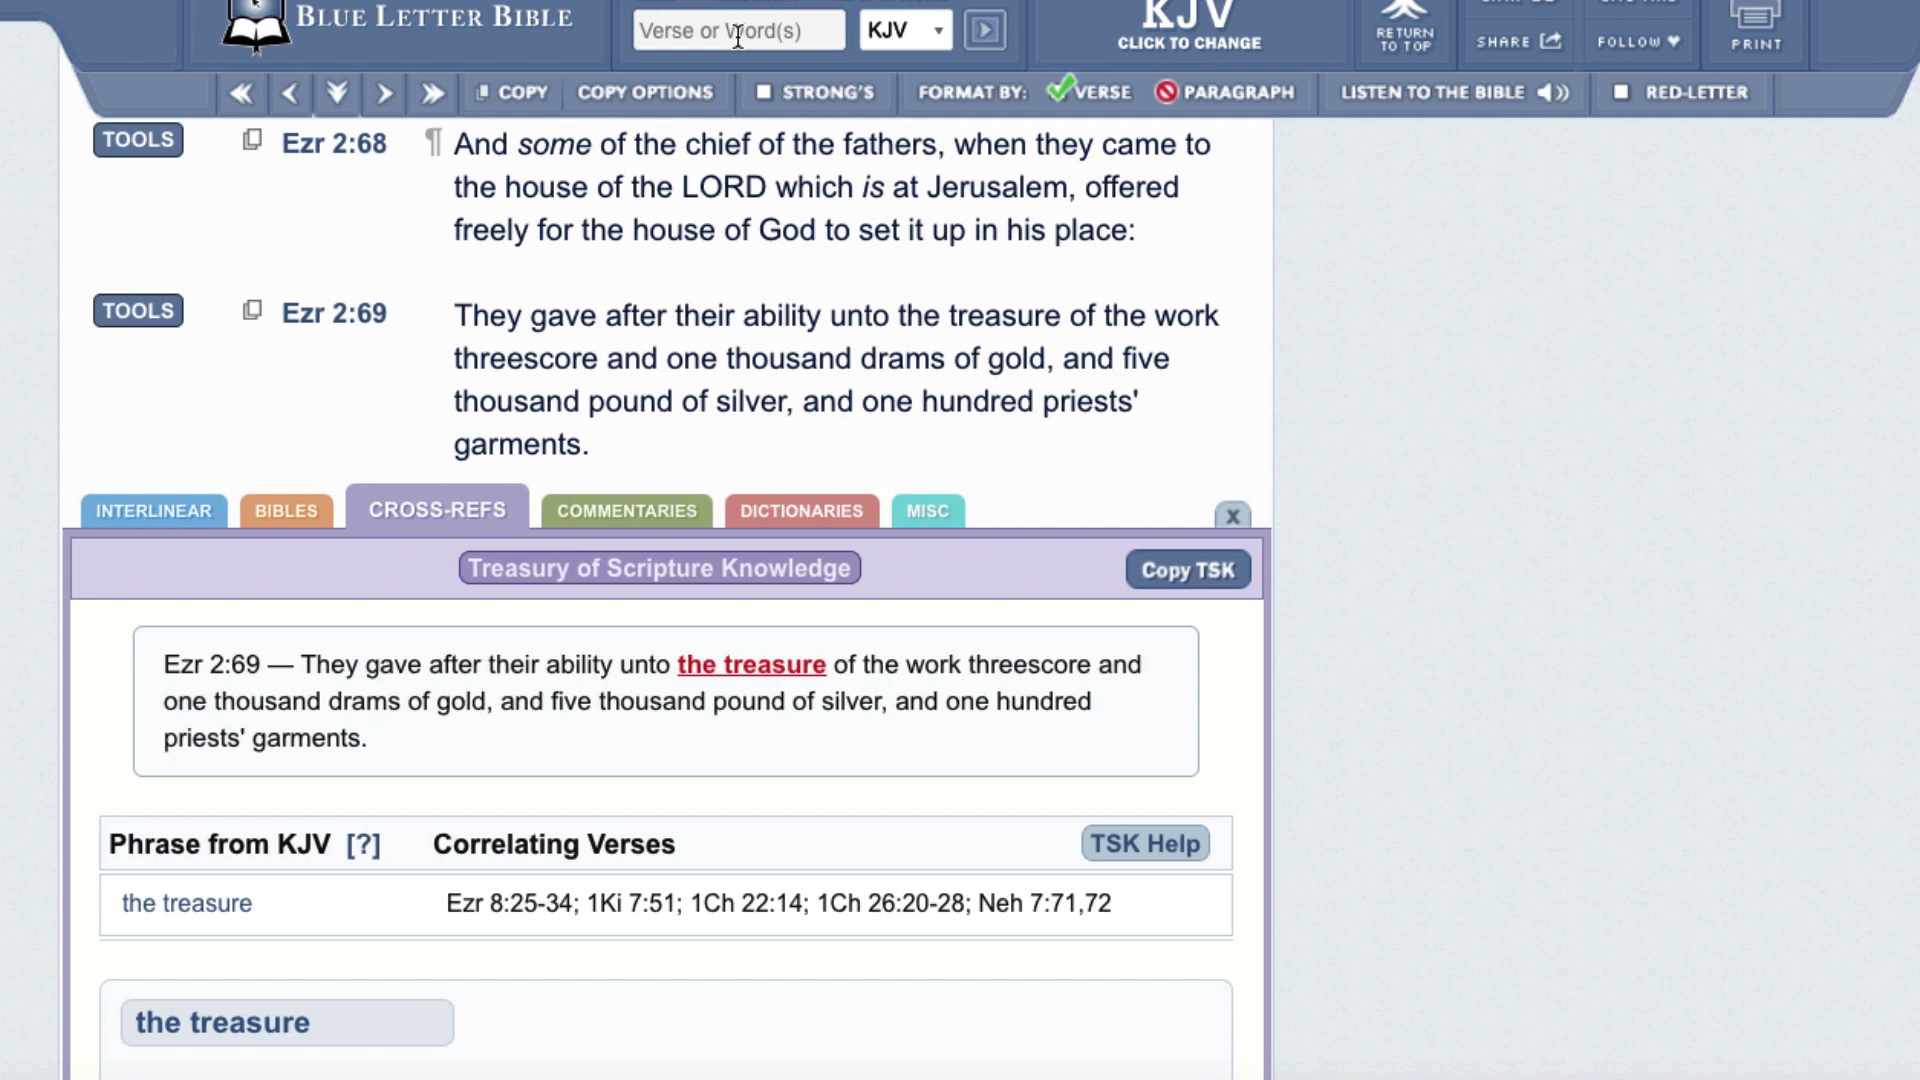 BLUE LETTER BIBLE
Verse or Word(s)
KJV
KJV
CLICK TO CHANGE
RETURN
TO TOP
SHARE
FOLLOW
PRINT
COPY
COPY OPTIONS
STRONG'S
FORMAT BY:
VERSE
PARAGRAPH
LISTEN TO THE BIBLE
RED-LETTER
TOOLS
Ezr 2:68
¶ And some of the chief of the fathers, when they came to
the house of the LORD which is at Jerusalem, offered
freely for the house of God to set it up in his place:
TOOLS
Ezr 2:69
They gave after their ability unto the treasure of the work
threescore and one thousand drams of gold, and five
thousand pound of silver, and one hundred priests'
garments.
INTERLINEAR
BIBLES
CROSS-REFS
COMMENTARIES
DICTIONARIES
MISC
X
Treasury of Scripture Knowledge
Copy TSK
Ezr 2:69 — They gave after their ability unto the treasure of the work threescore and
one thousand drams of gold, and five thousand pound of silver, and one hundred
priests' garments.
Phrase from KJV [?]
Correlating Verses
TSK Help
the treasure
Ezr 8:25-34; 1Ki 7:51; 1Ch 22:14; 1Ch 26:20-28; Neh 7:71,72
the treasure